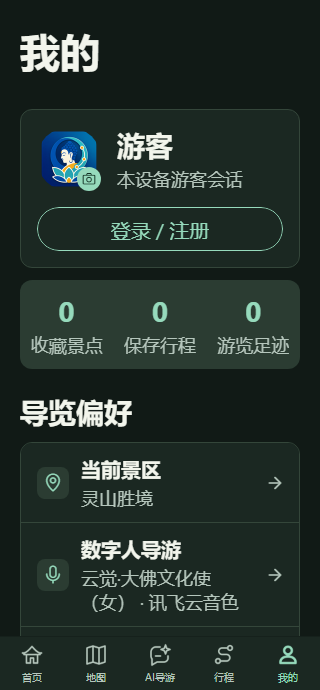 我的
游客
本设备游客会话
登录 / 注册
0 0 0
收藏景点 保存行程 游览足迹
导览偏好
当前景区
灵山胜境
数字人导游
云觉·大佛文化使
（女） · 讯飞云音色
首页 地图 AI导游 行程 我的